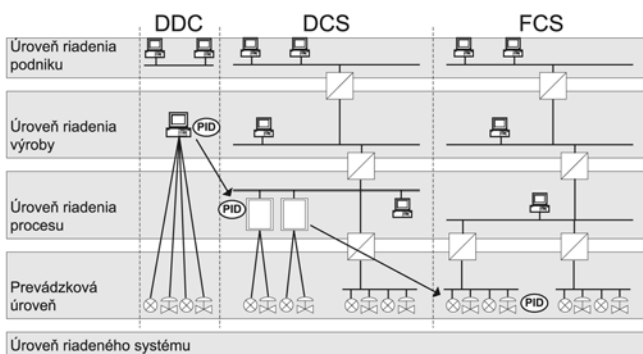 DDC DCS FCS
Úroveň riadenia
podniku
Úroveň riadenia
výroby
PID
Úroveň riadenia
procesu
PID
Prevádzková
úroveň
PID
Úroveň riadeného systému